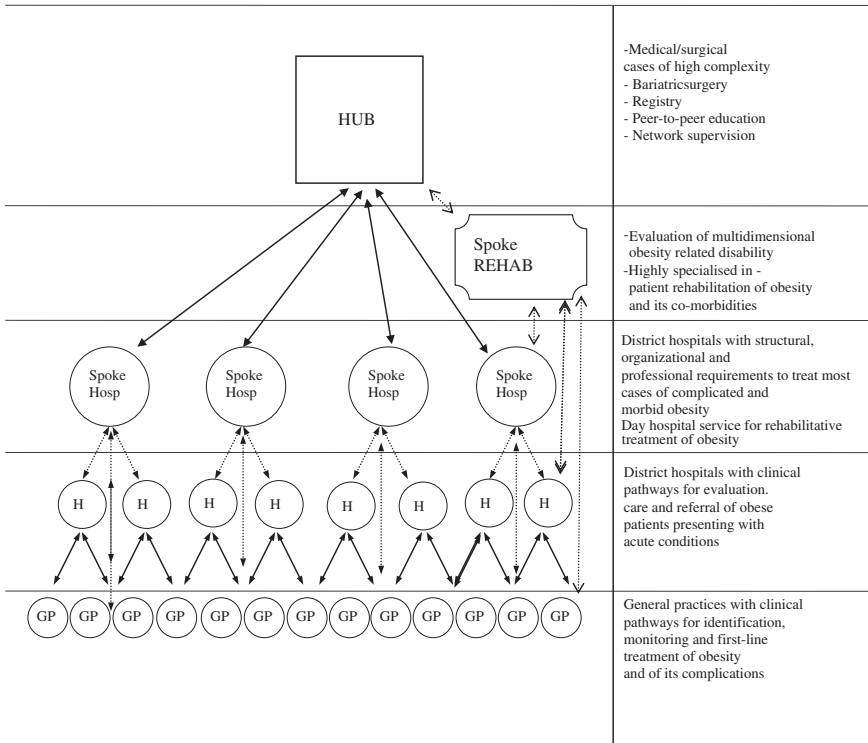 HUB
-Medical/surgical
cases of high complexity
- Bariatricsurgery
- Registry
- Peer-to-peer education
- Network supervision
Spoke
REHAB
-Evaluation of multidimensional
obesity related disability
-Highly specialised in -
patient rehabilitation of obesity
and its co-morbidities
Spoke
Hosp
Spoke
Hosp
Spoke
Hosp
Spoke
Hosp
District hospitals with structural,
organizational and
professional requirements to treat most
cases of complicated and
morbid obesity
Day hospital service for rehabilitative
treatment of obesity
H H H H H H H H
District hospitals with clinical
pathways for evaluation.
care and referral of obese
patients presenting with
acute conditions
GP GP GP GP GP GP GP GP GP GP GP GP GP
General practices with clinical
pathways for identification,
monitoring and first-line
treatment of obesity
and of its complications